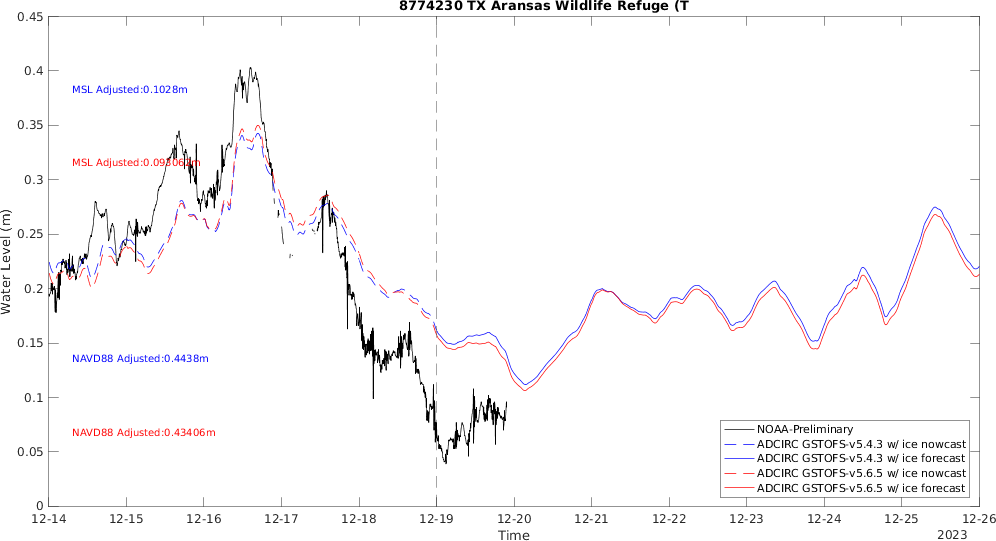 8774230 TX Aransas Wildlife Refuge (T
0.45
0.4
0.35
0.3
0.25
0.2
0.15
0.1
0.05
0
Water Level (m)
MSL Adjusted:0.1028m
MSL Adjusted:0.093062m
NAVD88 Adjusted:0.4438m
NAVD88 Adjusted:0.43406m
NOAA-Preliminary
ADCIRC GSTOFS-v5.4.3 w/ ice nowcast
ADCIRC GSTOFS-v5.4.3 w/ ice forecast
ADCIRC GSTOFS-v5.6.5 w/ ice nowcast
ADCIRC GSTOFS-v5.6.5 w/ ice forecast
12-14 12-15 12-16 12-17 12-18 12-19 12-20 12-21 12-22 12-23 12-24 12-25 12-26
Time
2023